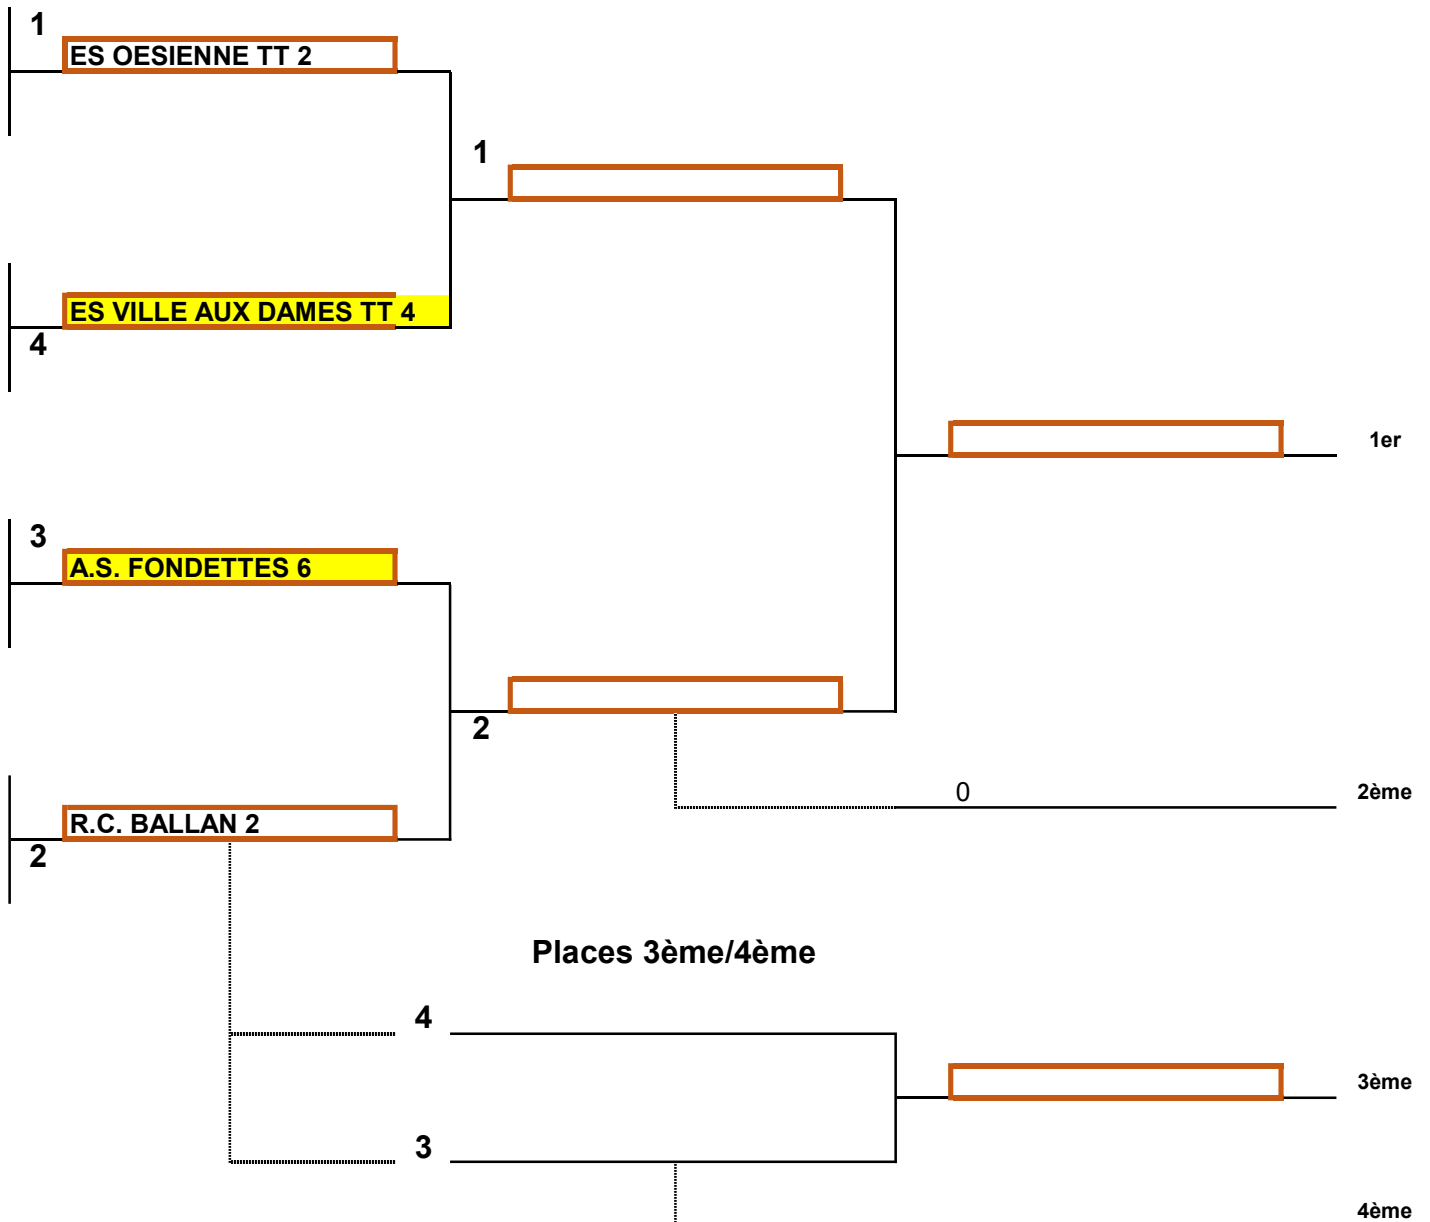 1
ES OESIENNE TT 2
1
ES VILLE AUX DAMES TT 4
4
1er
3
A.S. FONDETTES 6
2
0
2ème
R.C. BALLAN 2
2
Places 3ème/4ème
4
3ème
3
4ème